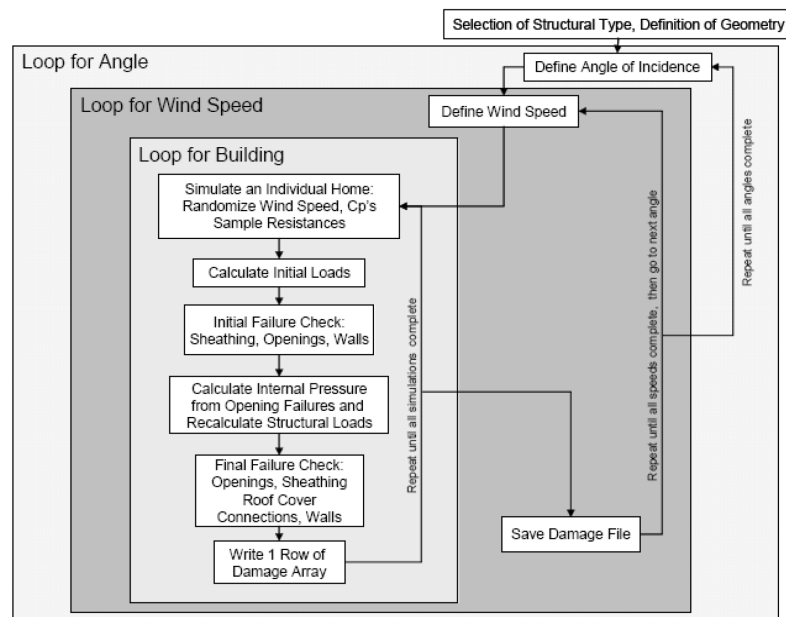 Selection of Structural Type, Definition of Geometry
Loop for Angle
Define Angle of Incidence
Loop for Wind Speed
Define Wind Speed
Loop for Building
Simulate an Individual Home:
Randomize Wind Speed, Cp's
Sample Resistances
Calculate Initial Loads
Initial Failure Check:
Sheathing, Openings, Walls
Calculate Internal Pressure
from Opening Failures and
Recalculate Structural Loads
Final Failure Check:
Openings, Sheathing
Roof Cover
Connections, Walls
Write 1 Row of
Damage Array
Repeat until all simulations complete
Save Damage File
Repeat until all speeds complete, then go to next angle
Repeat until all angles complete